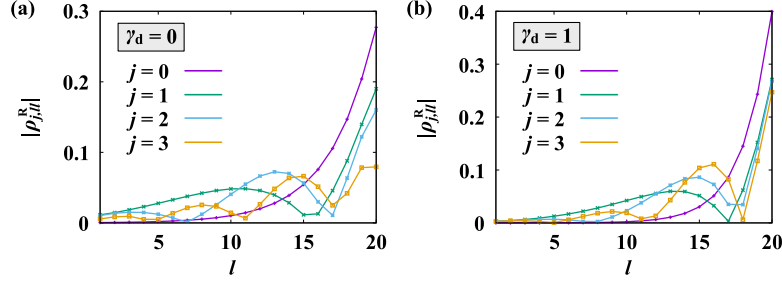 (a)
γd = 0
j = 0
j = 1
j = 2
j = 3
|ρ^R_{j,ll}|
0.3
0.2
0.1
0
5 10 15 20
l
(b)
γd = 1
j = 0
j = 1
j = 2
j = 3
|ρ^R_{j,ll}|
0.4
0.3
0.2
0.1
0
5 10 15 20
l